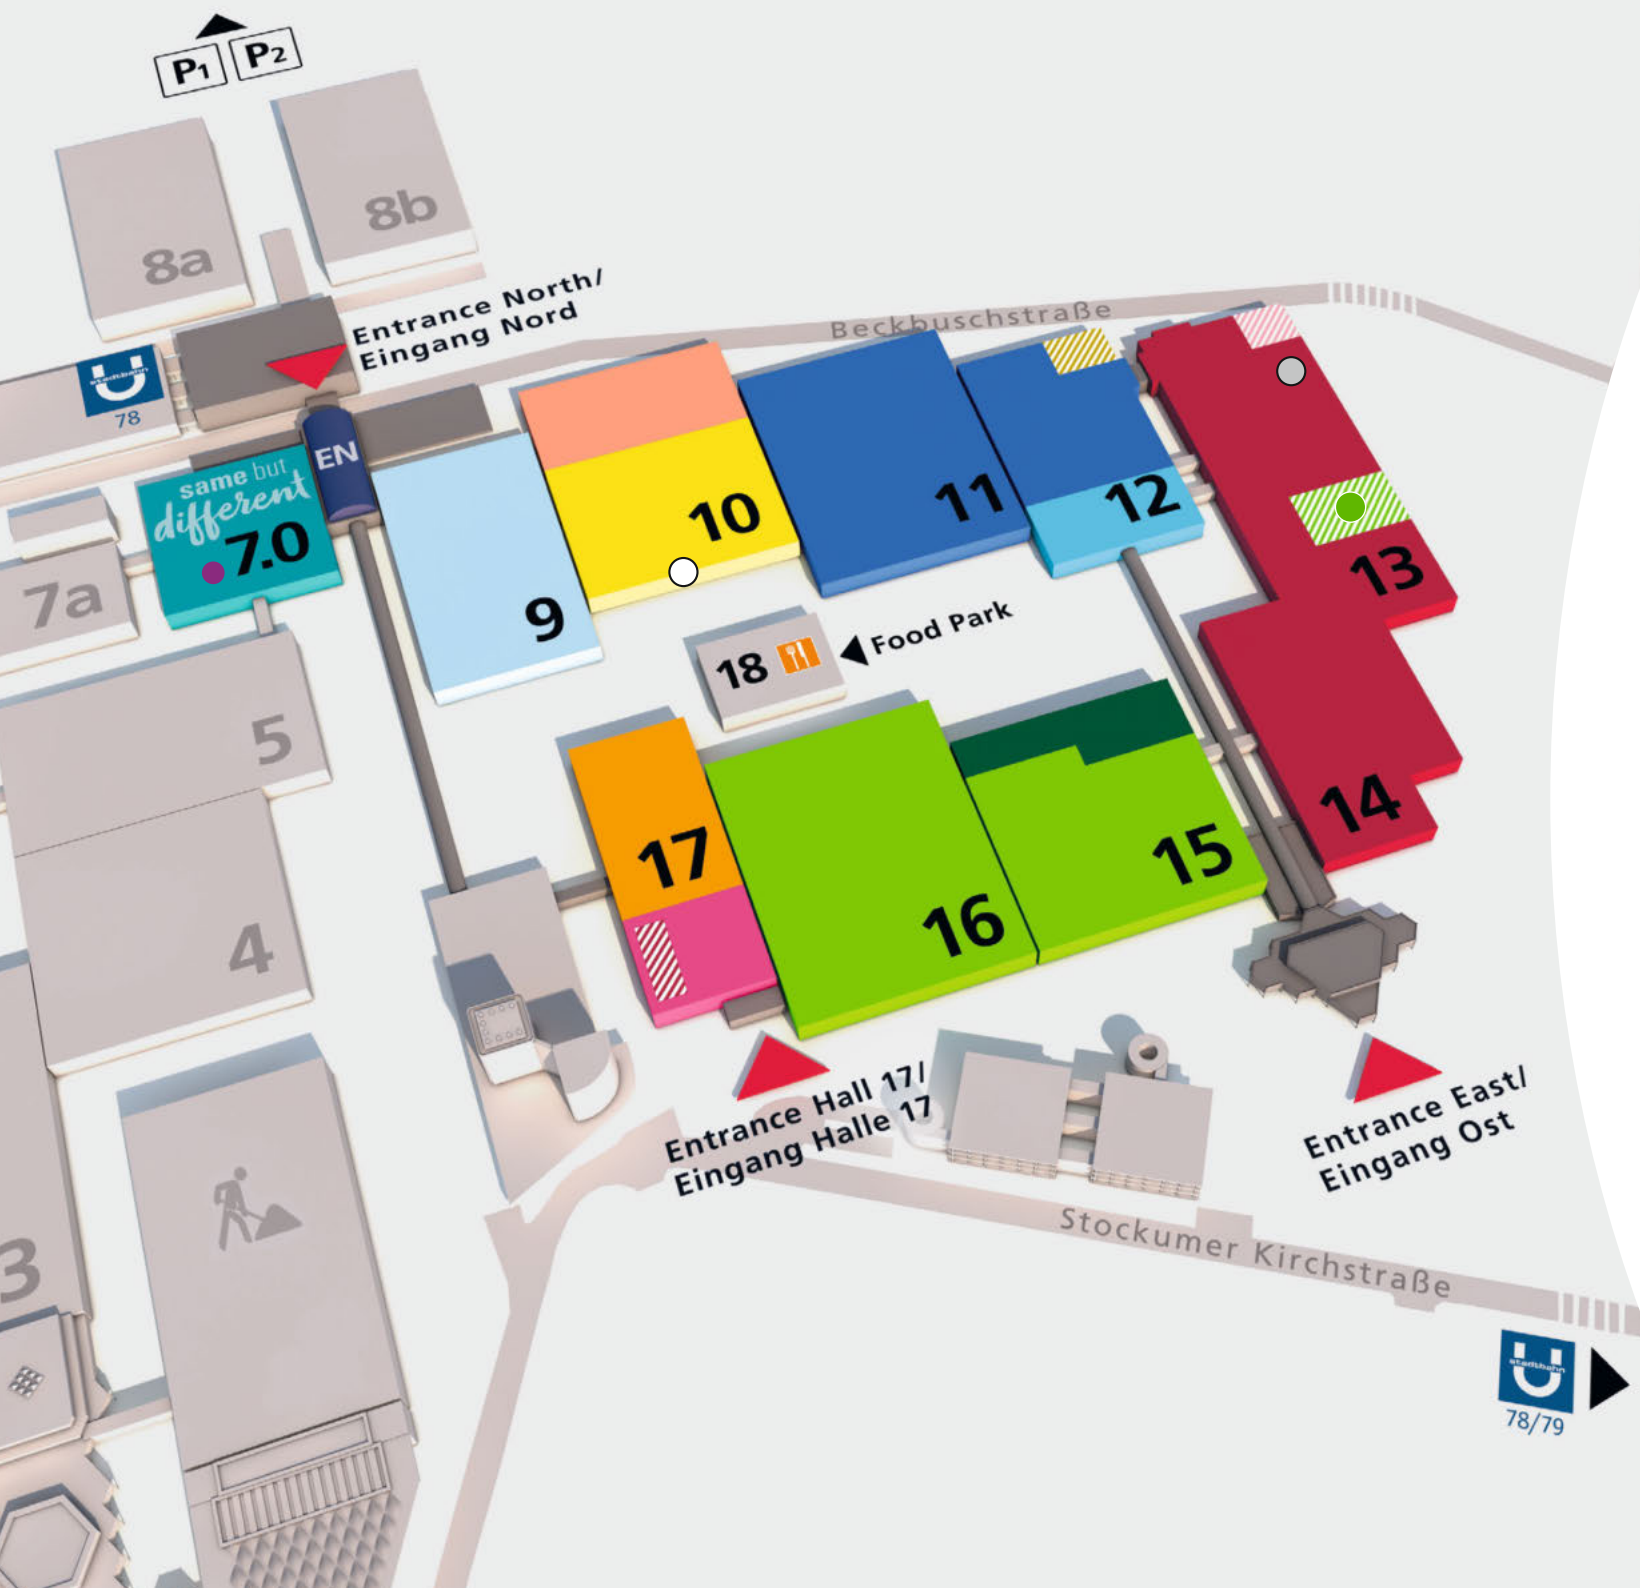 P1 P2
8b
8a
Entrance North/
Eingang Nord
Beckbuschstraße
stadtbahn
78
EN
same but
different
7.0
10
11
12
13
7a
9
18
Food Park
5
14
17
15
16
4
Entrance Hall 17/
Eingang Halle 17
Entrance East/
Eingang Ost
3
Stockumer Kirchstraße
stadtbahn
78/79